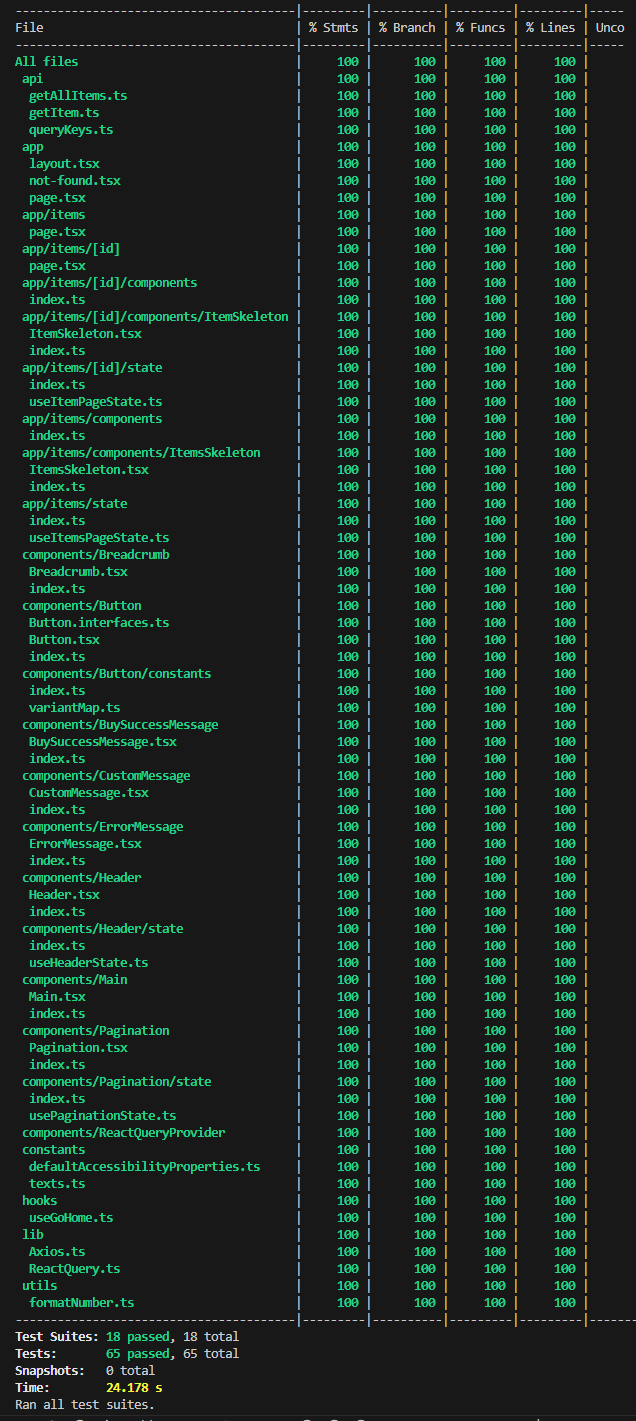 ----------------------------------------|---------|----------|---------|---------|-----
File | % Stmts | % Branch | % Funcs | % Lines | Unco
----------------------------------------|---------|----------|---------|---------|-----
All files | 100 | 100 | 100 | 100 |
api | 100 | 100 | 100 | 100 |
getAllItems.ts | 100 | 100 | 100 | 100 |
getItem.ts | 100 | 100 | 100 | 100 |
queryKeys.ts | 100 | 100 | 100 | 100 |
app | 100 | 100 | 100 | 100 |
layout.tsx | 100 | 100 | 100 | 100 |
not-found.tsx | 100 | 100 | 100 | 100 |
page.tsx | 100 | 100 | 100 | 100 |
app/items | 100 | 100 | 100 | 100 |
page.tsx | 100 | 100 | 100 | 100 |
app/items/[id] | 100 | 100 | 100 | 100 |
page.tsx | 100 | 100 | 100 | 100 |
app/items/[id]/components | 100 | 100 | 100 | 100 |
index.ts | 100 | 100 | 100 | 100 |
app/items/[id]/components/ItemSkeleton | 100 | 100 | 100 | 100 |
ItemSkeleton.tsx | 100 | 100 | 100 | 100 |
index.ts | 100 | 100 | 100 | 100 |
app/items/[id]/state | 100 | 100 | 100 | 100 |
index.ts | 100 | 100 | 100 | 100 |
useItemPageState.ts | 100 | 100 | 100 | 100 |
app/items/components | 100 | 100 | 100 | 100 |
index.ts | 100 | 100 | 100 | 100 |
app/items/components/ItemsSkeleton | 100 | 100 | 100 | 100 |
ItemsSkeleton.tsx | 100 | 100 | 100 | 100 |
index.ts | 100 | 100 | 100 | 100 |
app/items/state | 100 | 100 | 100 | 100 |
index.ts | 100 | 100 | 100 | 100 |
useItemsPageState.ts | 100 | 100 | 100 | 100 |
components/Breadcrumb | 100 | 100 | 100 | 100 |
Breadcrumb.tsx | 100 | 100 | 100 | 100 |
index.ts | 100 | 100 | 100 | 100 |
components/Button | 100 | 100 | 100 | 100 |
Button.interfaces.ts | 100 | 100 | 100 | 100 |
Button.tsx | 100 | 100 | 100 | 100 |
index.ts | 100 | 100 | 100 | 100 |
components/Button/constants | 100 | 100 | 100 | 100 |
index.ts | 100 | 100 | 100 | 100 |
variantMap.ts | 100 | 100 | 100 | 100 |
components/BuySuccessMessage | 100 | 100 | 100 | 100 |
BuySuccessMessage.tsx | 100 | 100 | 100 | 100 |
index.ts | 100 | 100 | 100 | 100 |
components/CustomMessage | 100 | 100 | 100 | 100 |
CustomMessage.tsx | 100 | 100 | 100 | 100 |
index.ts | 100 | 100 | 100 | 100 |
components/ErrorMessage | 100 | 100 | 100 | 100 |
ErrorMessage.tsx | 100 | 100 | 100 | 100 |
index.ts | 100 | 100 | 100 | 100 |
components/Header | 100 | 100 | 100 | 100 |
Header.tsx | 100 | 100 | 100 | 100 |
index.ts | 100 | 100 | 100 | 100 |
components/Header/state | 100 | 100 | 100 | 100 |
index.ts | 100 | 100 | 100 | 100 |
useHeaderState.ts | 100 | 100 | 100 | 100 |
components/Main | 100 | 100 | 100 | 100 |
Main.tsx | 100 | 100 | 100 | 100 |
index.ts | 100 | 100 | 100 | 100 |
components/Pagination | 100 | 100 | 100 | 100 |
Pagination.tsx | 100 | 100 | 100 | 100 |
index.ts | 100 | 100 | 100 | 100 |
components/Pagination/state | 100 | 100 | 100 | 100 |
index.ts | 100 | 100 | 100 | 100 |
usePaginationState.ts | 100 | 100 | 100 | 100 |
components/ReactQueryProvider | 100 | 100 | 100 | 100 |
constants | 100 | 100 | 100 | 100 |
defaultAccessibilityProperties.ts | 100 | 100 | 100 | 100 |
texts.ts | 100 | 100 | 100 | 100 |
hooks | 100 | 100 | 100 | 100 |
useGoHome.ts | 100 | 100 | 100 | 100 |
lib | 100 | 100 | 100 | 100 |
Axios.ts | 100 | 100 | 100 | 100 |
ReactQuery.ts | 100 | 100 | 100 | 100 |
utils | 100 | 100 | 100 | 100 |
formatNumber.ts | 100 | 100 | 100 | 100 |
----------------------------------------|---------|----------|---------|---------|-------
Test Suites: 18 passed, 18 total
Tests: 65 passed, 65 total
Snapshots: 0 total
Time: 24.178 s
Ran all test suites.